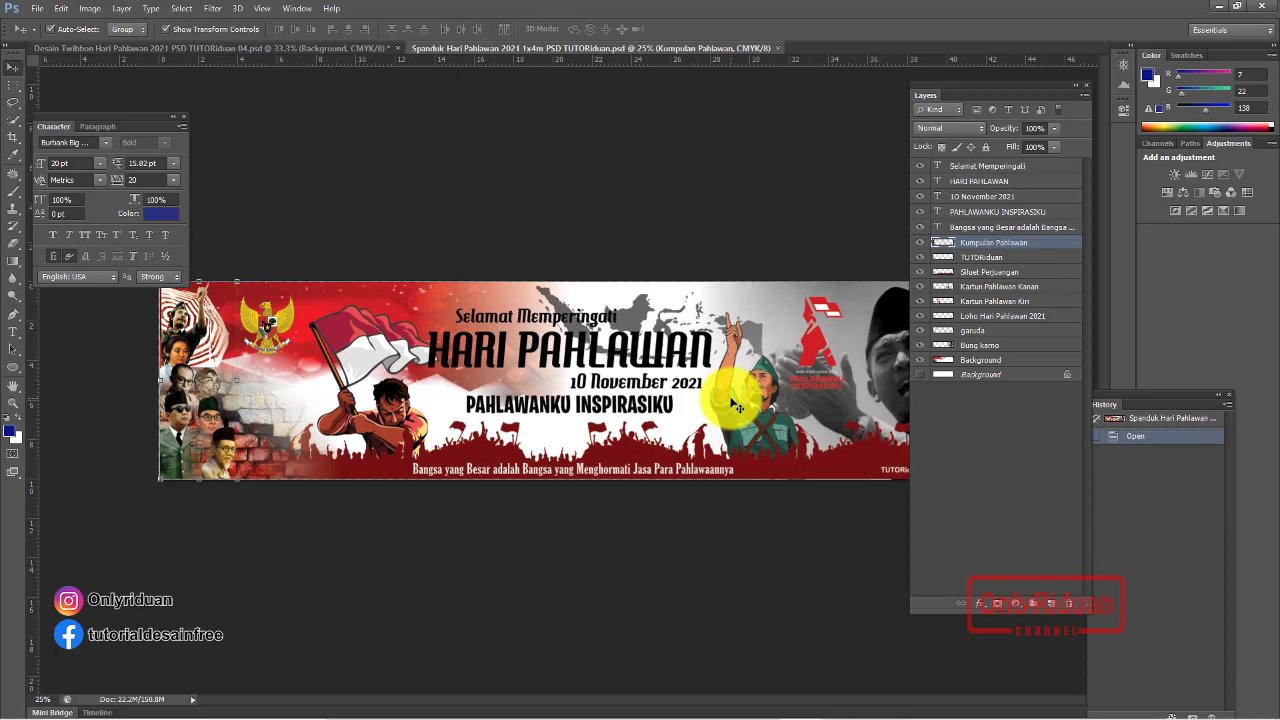 Ps File Edit Image Layer Type Select Filter 3D View Window Help
Auto-Select: Group Show Transform Controls 3D Mode: Essentials
Desain Twibbon Hari Pahlawan 2021 PSD TUTORiduan 04.psd @ 33.3% (Background, CMYK/8) * × Spanduk Hari Pahlawan 2021 1x4m PSD TUTORiduan.psd @ 25% (Kumpulan Pahlawan, CMYK/8) ×
Character Paragraph
Burbank Big ... Bold
20 pt 15.82 pt
Metrics 20
100% 100%
0 pt Color:
English: USA Strong
Selamat Memperingati
HARI PAHLAWAN
10 November 2021
PAHLAWANKU INSPIRASIKU
Bangsa yang Besar adalah Bangsa yang Menghormati Jasa Para Pahlawaannya
Layers
Kind
Normal Opacity: 100%
Lock: Fill: 100%
Selamat Memperingati
HARI PAHLAWAN
10 November 2021
PAHLAWANKU INSPIRASIKU
Bangsa yang Besar adalah Bangsa ...
Kumpulan Pahlawan
TUTORiduan
Siluet Perjuangan
Kartun Pahlawan Kanan
Kartun Pahlawan Kiri
Loho Hari Pahlawan 2021
garuda
Bung karno
Background
Background
Color Swatches
R 7
G 22
B 138
Channels Paths Adjustments
Add an adjustment
History
Spanduk Hari Pahlawan ...
Open
Onlyriduan
tutorialdesainfree
OnlyRiduan
CHANNEL
25% Doc: 22.2M/150.8M
Mini Bridge Timeline